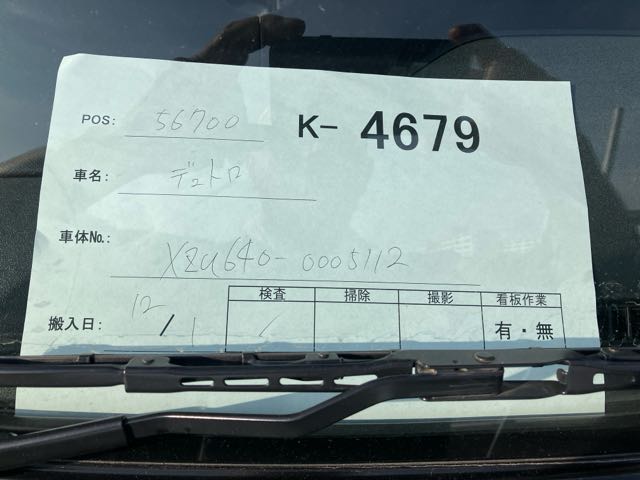 POS: 56700 K- 4679
車名: デュトロ
車体No.: XZU640-0005112
検査 掃除 撮影 看板作業
搬入日: 12/1 有・無